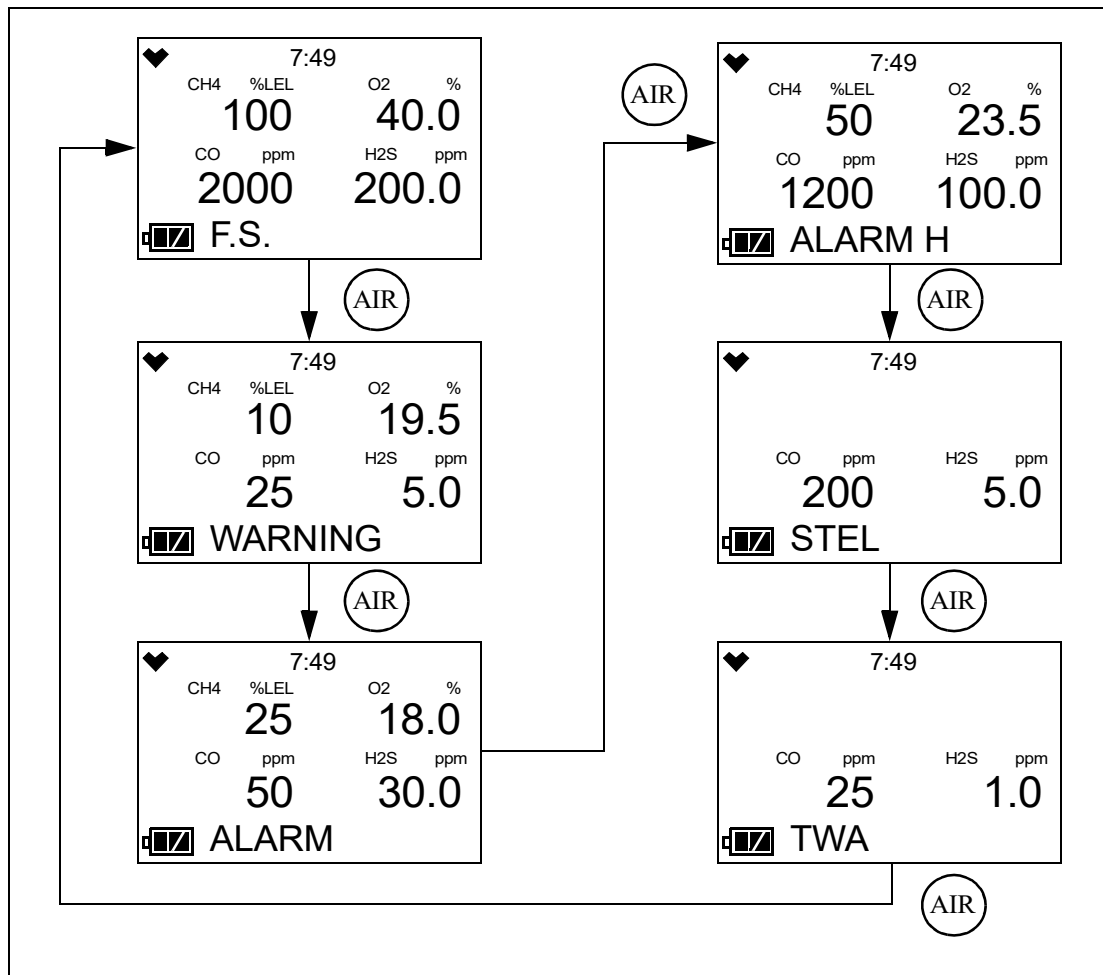 7:49
CH4 %LEL O2 %
100 40.0
CO ppm H2S ppm
2000 200.0
F.S.
AIR
7:49
CH4 %LEL O2 %
10 19.5
CO ppm H2S ppm
25 5.0
WARNING
AIR
7:49
CH4 %LEL O2 %
25 18.0
CO ppm H2S ppm
50 30.0
ALARM
AIR
7:49
CH4 %LEL O2 %
50 23.5
CO ppm H2S ppm
1200 100.0
ALARM H
AIR
7:49
CO ppm H2S ppm
200 5.0
STEL
AIR
7:49
CO ppm H2S ppm
25 1.0
TWA
AIR